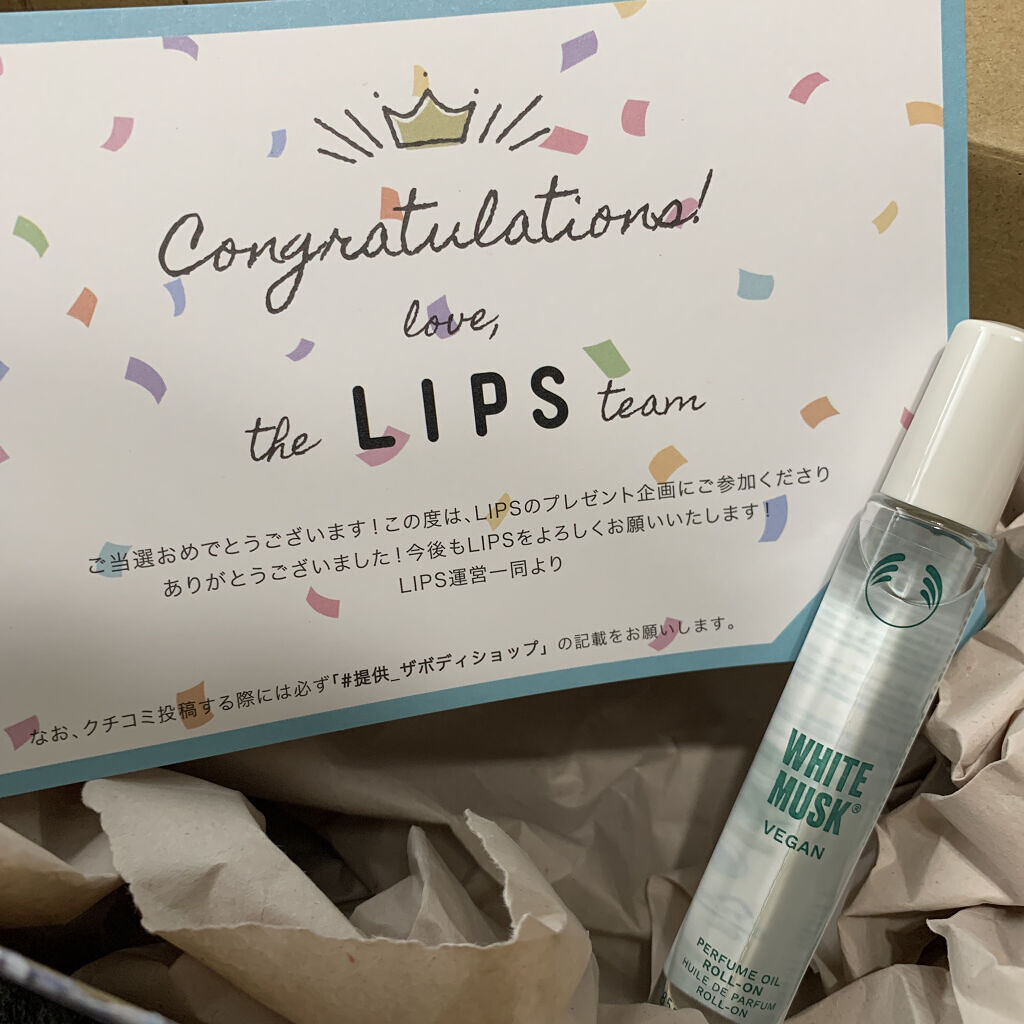 Congratulations!
love,
the LIPS team
ご当選おめでとうございます！この度は、LIPSのプレゼント企画にご参加くださり
ありがとうございました！今後もLIPSをよろしくお願いいたします！
LIPS運営一同より
なお、クチコミ投稿する際には必ず「#提供_ザボディショップ」の記載をお願いします。
WHITE
MUSK®
VEGAN
PERFUME OIL
ROLL-ON
HUILE DE PARFUM
ROLL-ON